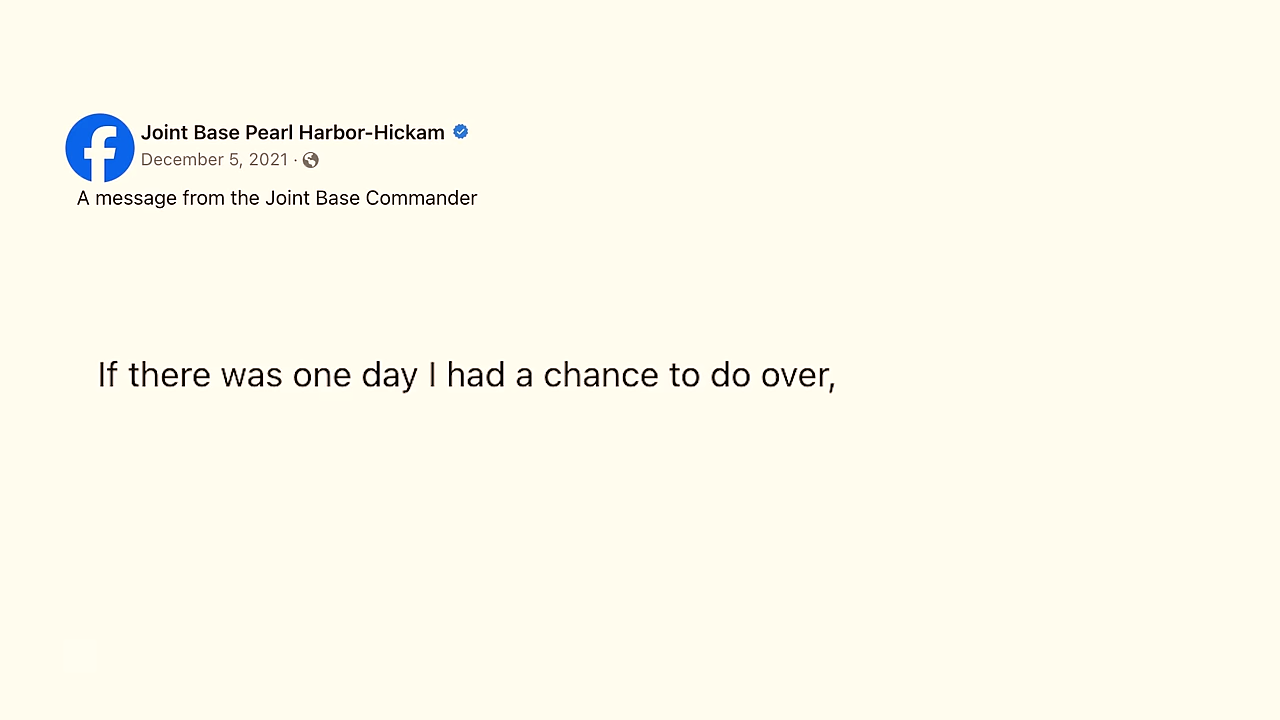 Joint Base Pearl Harbor-Hickam
December 5, 2021 ·
A message from the Joint Base Commander
If there was one day I had a chance to do over,